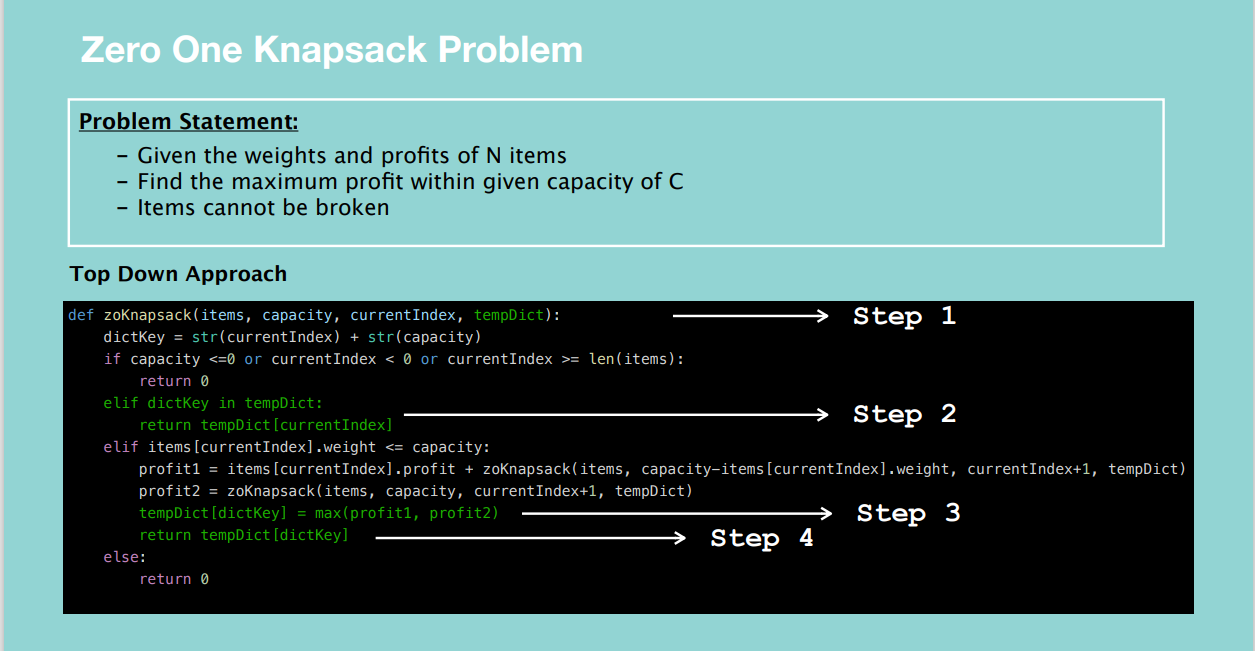 Zero One Knapsack Problem
Problem Statement:
- Given the weights and profits of N items
- Find the maximum profit within given capacity of C
- Items cannot be broken
Top Down Approach
def zoKnapsack(items, capacity, currentIndex, tempDict): Step 1
    dictKey = str(currentIndex) + str(capacity)
    if capacity <=0 or currentIndex < 0 or currentIndex >= len(items):
        return 0
    elif dictKey in tempDict: Step 2
        return tempDict[currentIndex]
    elif items[currentIndex].weight <= capacity:
        profit1 = items[currentIndex].profit + zoKnapsack(items, capacity-items[currentIndex].weight, currentIndex+1, tempDict)
        profit2 = zoKnapsack(items, capacity, currentIndex+1, tempDict)
        tempDict[dictKey] = max(profit1, profit2) Step 3
        return tempDict[dictKey] Step 4
    else:
        return 0